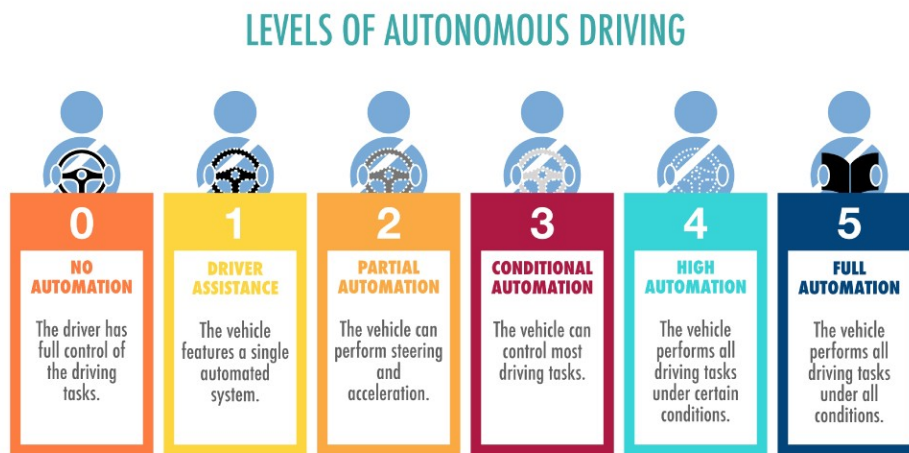 LEVELS OF AUTONOMOUS DRIVING
0
NO
AUTOMATION
The driver has
full control of
the driving
tasks.
1
DRIVER
ASSISTANCE
The vehicle
features a single
automated
system.
2
PARTIAL
AUTOMATION
The vehicle can
perform steering
and
acceleration.
3
CONDITIONAL
AUTOMATION
The vehicle can
control most
driving tasks.
4
HIGH
AUTOMATION
The vehicle
performs all
driving tasks
under certain
conditions.
5
FULL
AUTOMATION
The vehicle
performs all
driving tasks
under all
conditions.